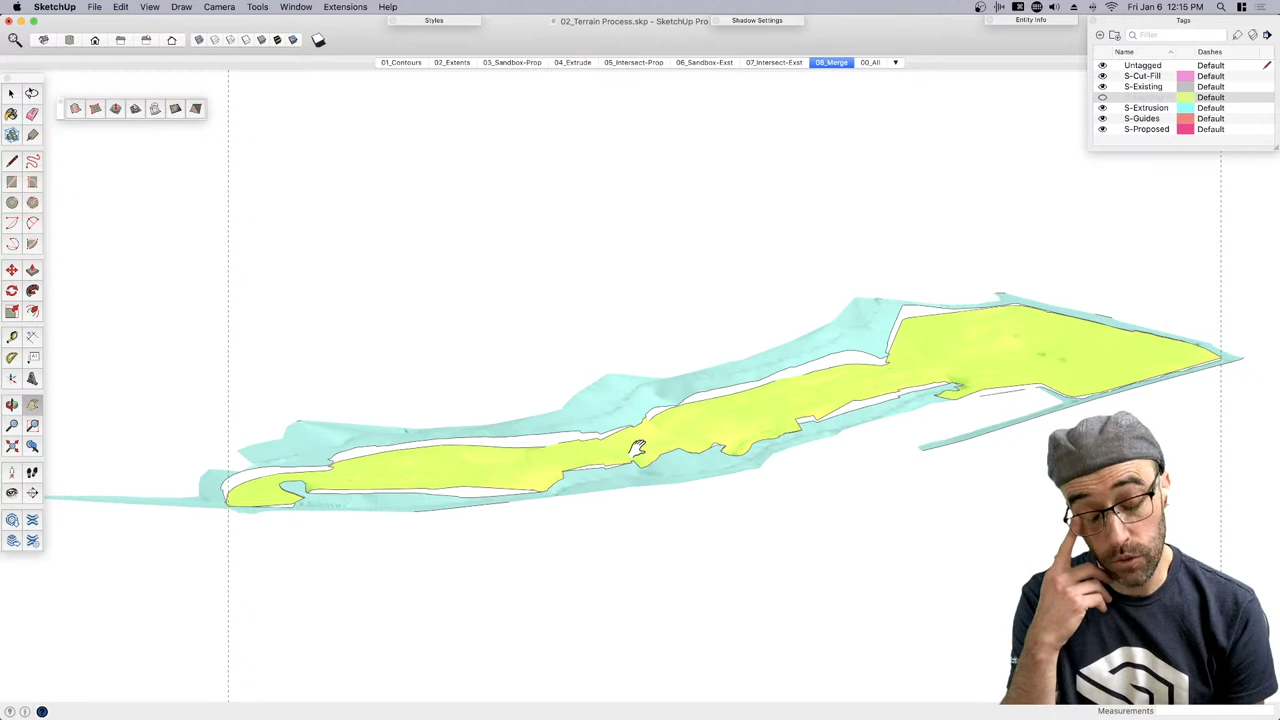 SketchUp File Edit View Camera Draw Tools Window Extensions Help
Fri Jan 6 12:15 PM
Styles
02_Terrain Process.skp - SketchUp Pro
Shadow Settings
Entity Info
Tags
Filter
Name Dashes
Untagged Default
S-Cut-Fill Default
S-Existing Default
Default
S-Extrusion Default
S-Guides Default
S-Proposed Default
01_Contours 02_Extents 03_Sandbox-Prop 04_Extrude 05_Intersect-Prop 06_Sandbox-Exst 07_Intersect-Exst 08_Merge 00_All
Measurements